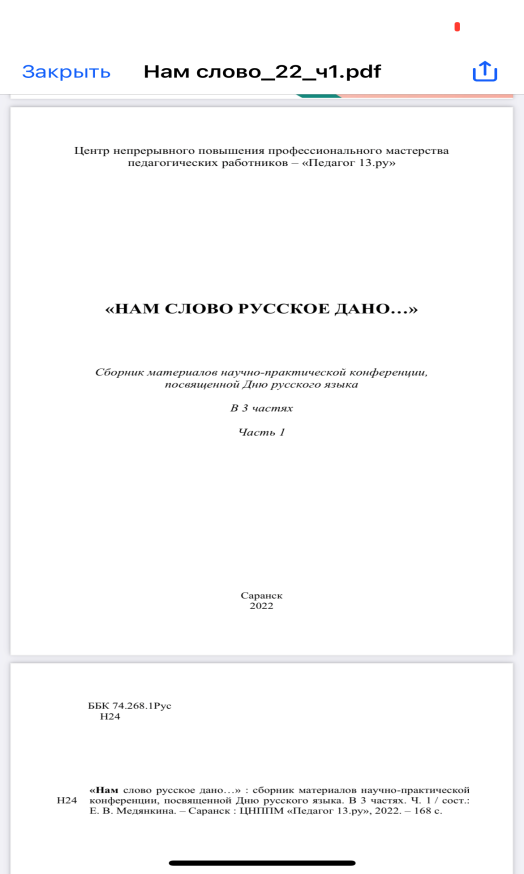 Закрыть Нам слово_22_ч1.pdf
Центр непрерывного повышения профессионального мастерства
педагогических работников – «Педагог 13.ру»
«НАМ СЛОВО РУССКОЕ ДАНО...»
Сборник материалов научно-практической конференции,
посвященной Дню русского языка
В 3 частях
Часть 1
Саранск
2022
ББК 74.268.1Рус
Н24
«Нам слово русское дано...» : сборник материалов научно-практической
Н24 конференции, посвященной Дню русского языка. В 3 частях. Ч. 1 / сост.:
Е. В. Медянкина. – Саранск : ЦНППМ «Педагог 13.ру», 2022. – 168 с.